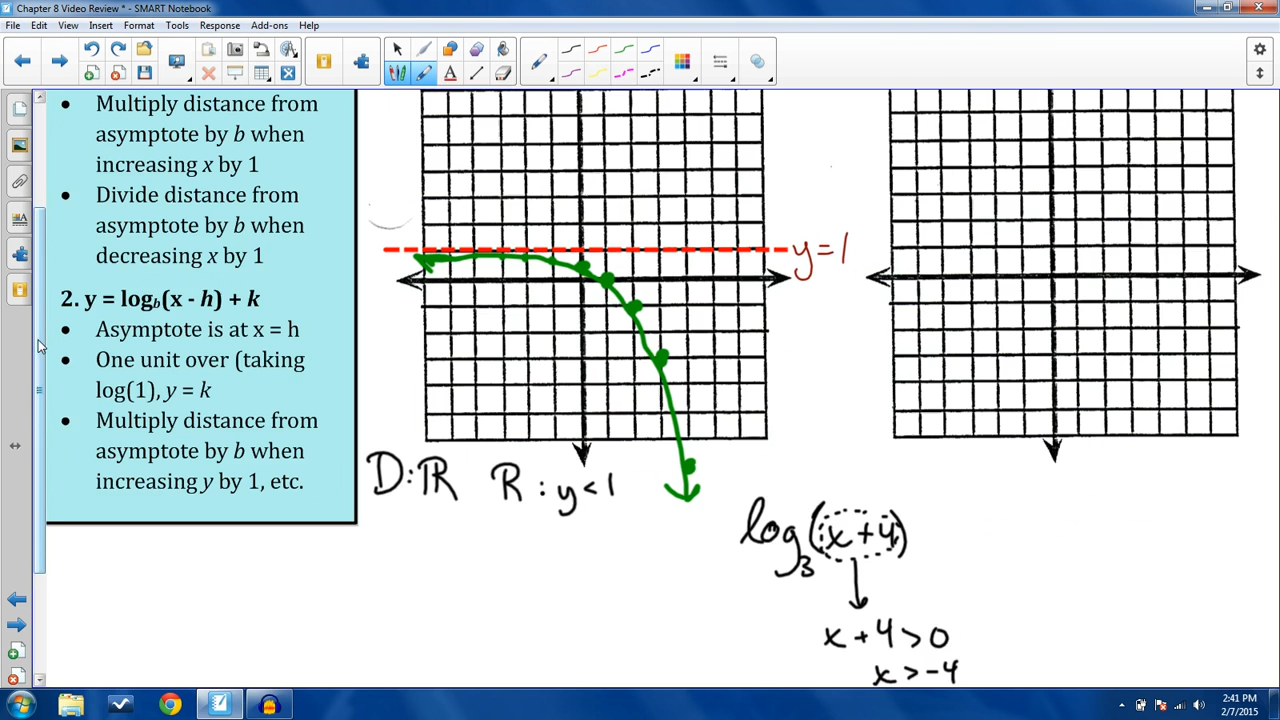 Chapter 8 Video Review * - SMART Notebook
File Edit View Insert Format Tools Response Add-ons Help
• Multiply distance from
asymptote by b when
increasing x by 1
• Divide distance from
asymptote by b when
decreasing x by 1
2. y = log_b(x - h) + k
• Asymptote is at x = h
• One unit over (taking
log(1), y = k
• Multiply distance from
asymptote by b when
increasing y by 1, etc.
y=1
D: ℝ R: y<1
log₃(x+4)
x+4>0
x>-4
2:41 PM
2/7/2015